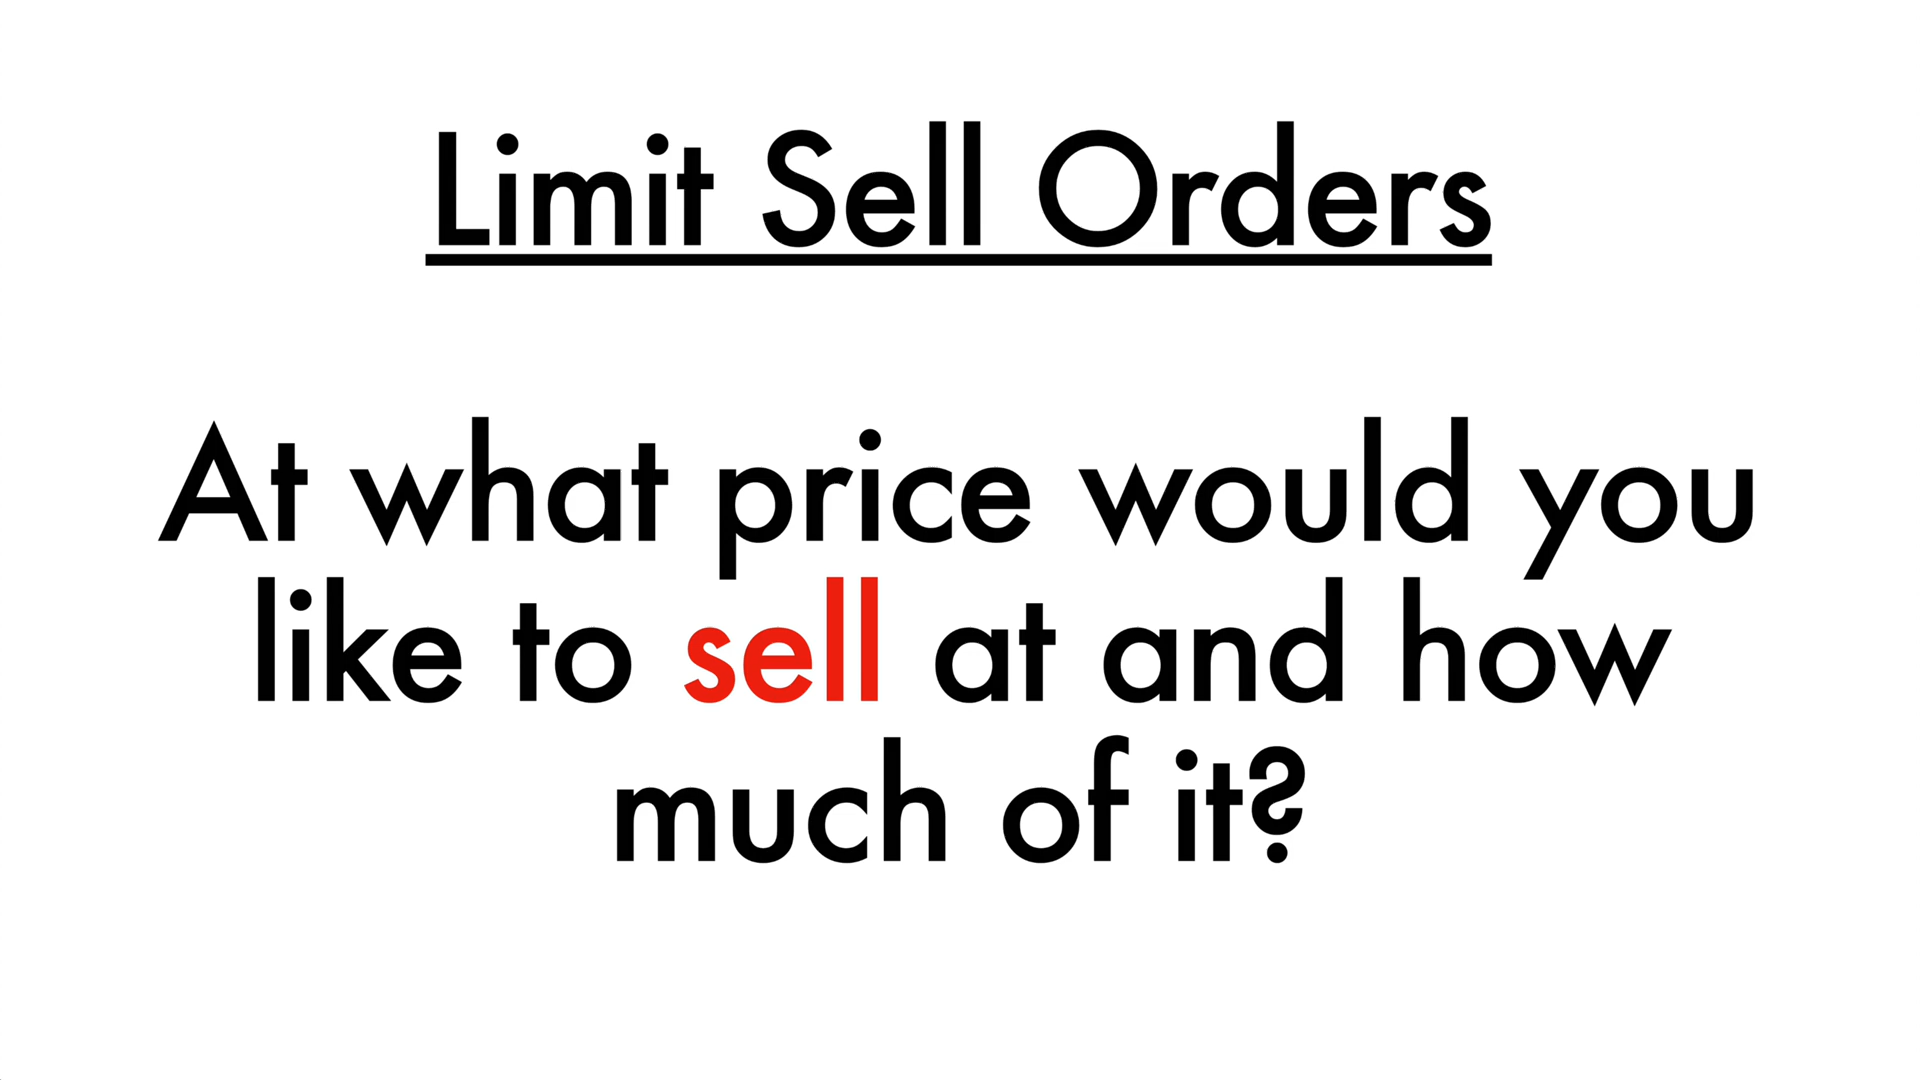 Limit Sell Orders
At what price would you
like to sell at and how
much of it?